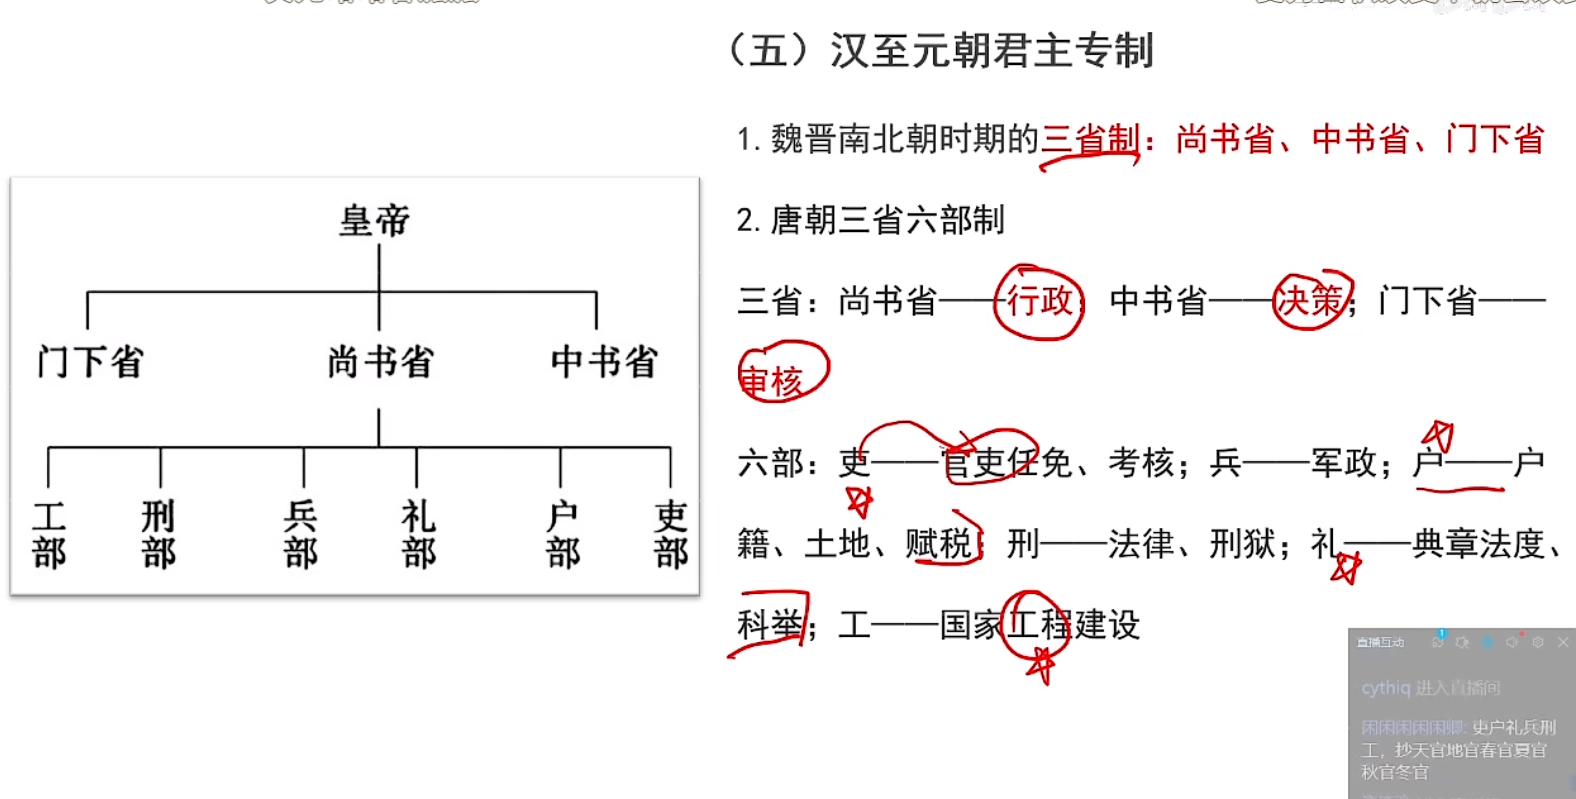 (五)汉至元朝君主专制
1. 魏晋南北朝时期的三省制:尚书省、中书省、门下省
2. 唐朝三省六部制
三省:尚书省——行政;中书省——决策;门下省——
审核
六部:吏——官吏任免、考核;兵——军政;户——户
籍、土地、赋税;刑——法律、刑狱;礼——典章法度、
科举;工——国家工程建设
皇帝
门下省 尚书省 中书省
工部 刑部 兵部 礼部 户部 吏部
直播互动
1
cythiq 进入直播间
闲闲闲闲闲卿: 吏户礼兵刑
工，抄天官地官春官夏官
秋官冬官